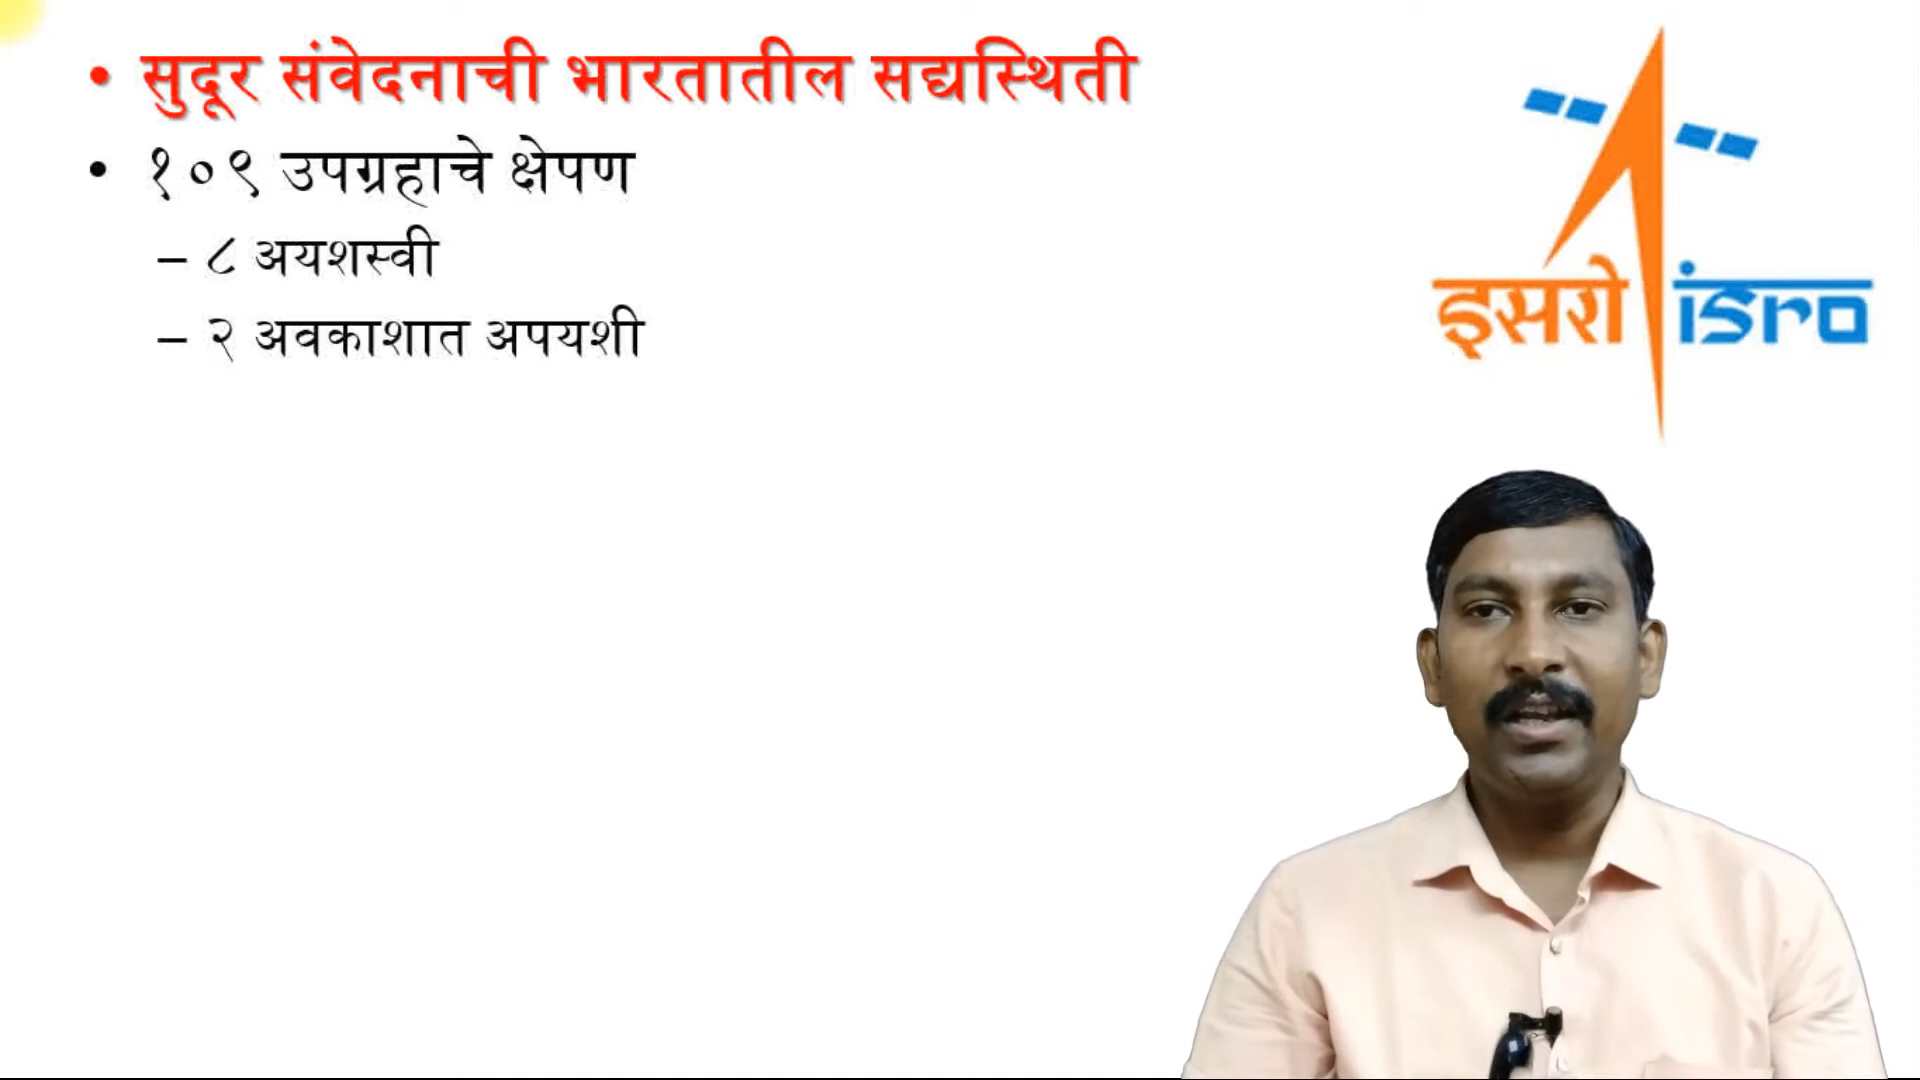 • सुदूर संवेदनाची भारतातील सद्यस्थिती
• १०९ उपग्रहाचे क्षेपण
– ८ अयशस्वी
– २ अवकाशात अपयशी
इसरो isro